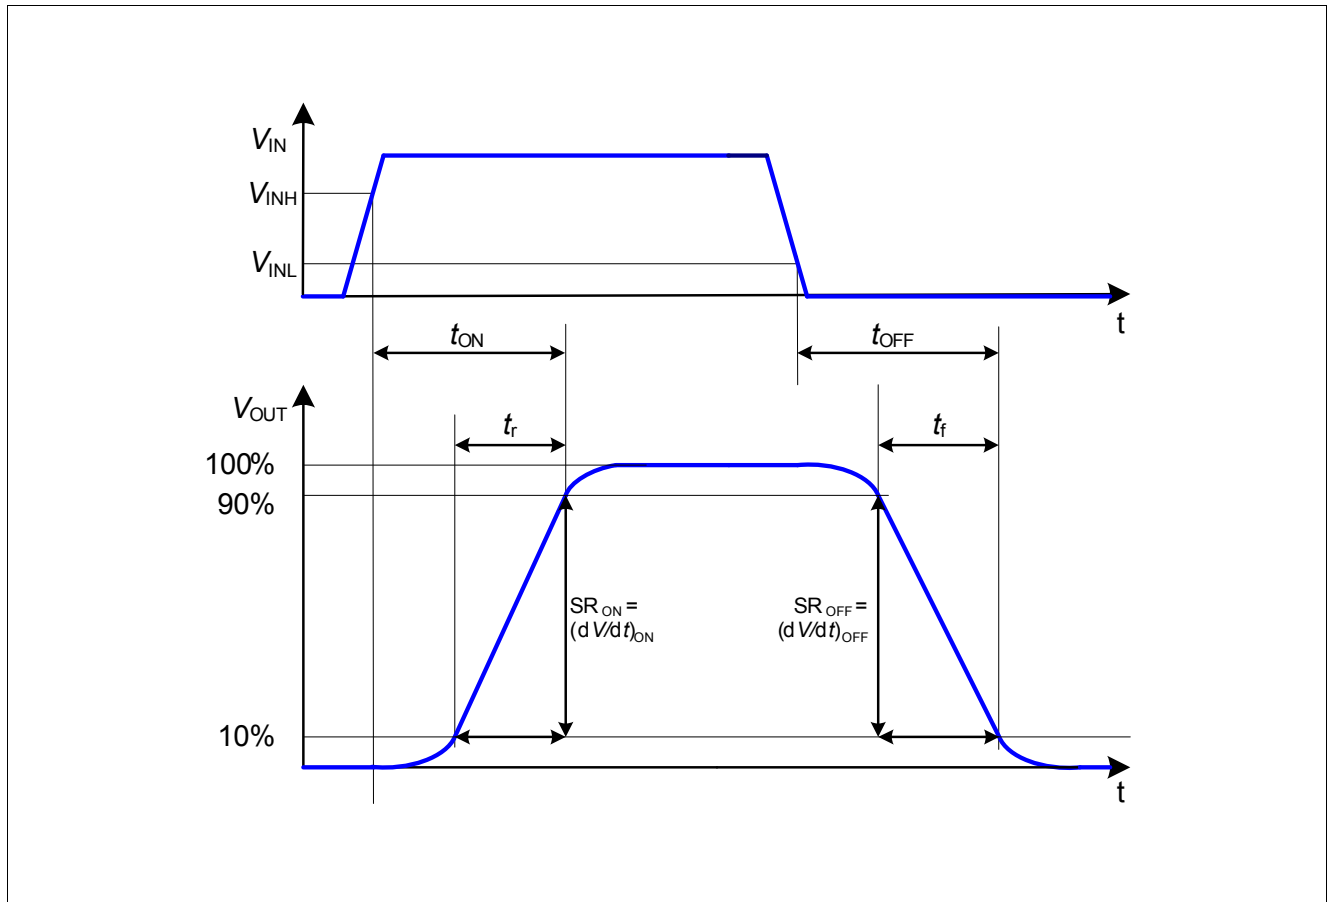 VIN
VINH
VINL
t
tON
tOFF
VOUT
tr
tf
100%
90%
SR ON =
(dV/dt)ON
SR OFF =
(dV/dt)OFF
10%
t